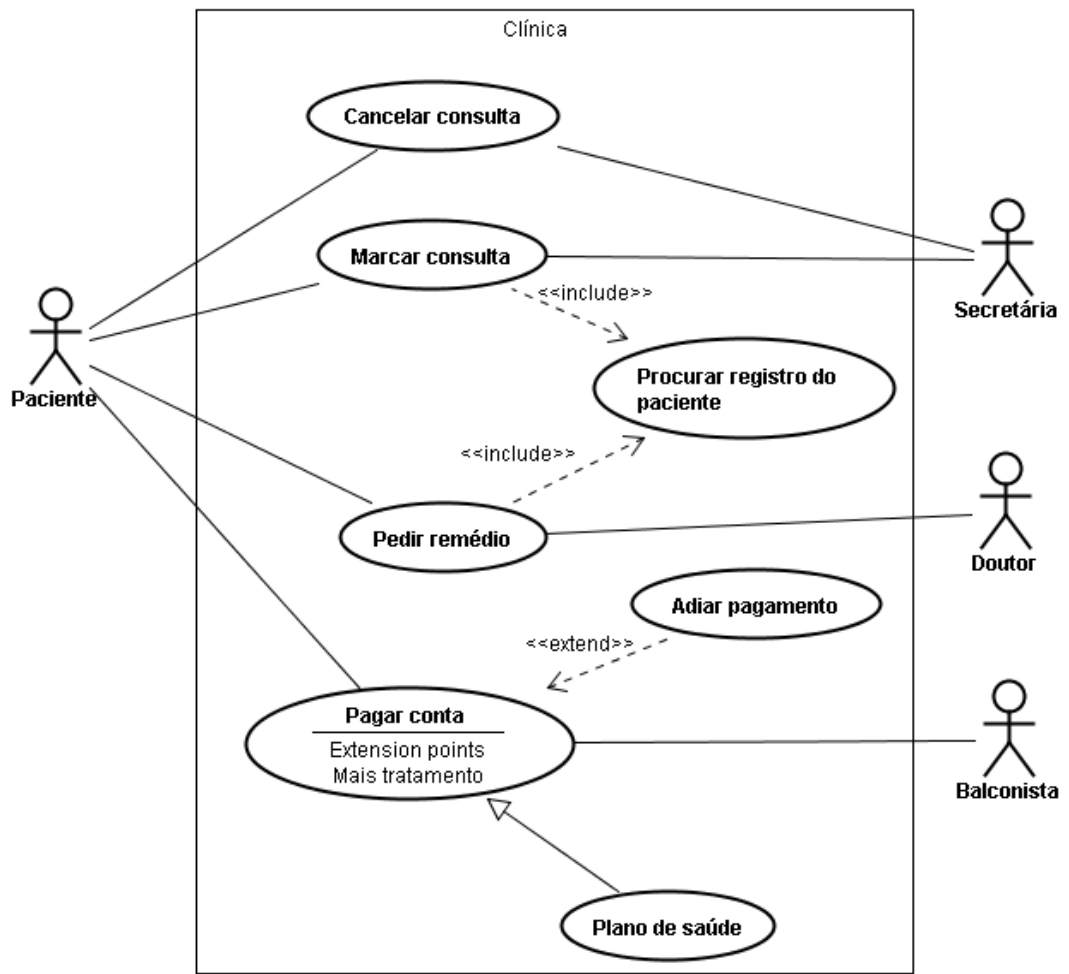 Clínica
Cancelar consulta
Marcar consulta
<<include>>
Secretária
Procurar registro do
paciente
Paciente
<<include>>
Pedir remédio
Doutor
Adiar pagamento
<<extend>>
Pagar conta
Extension points
Mais tratamento
Balconista
Plano de saúde